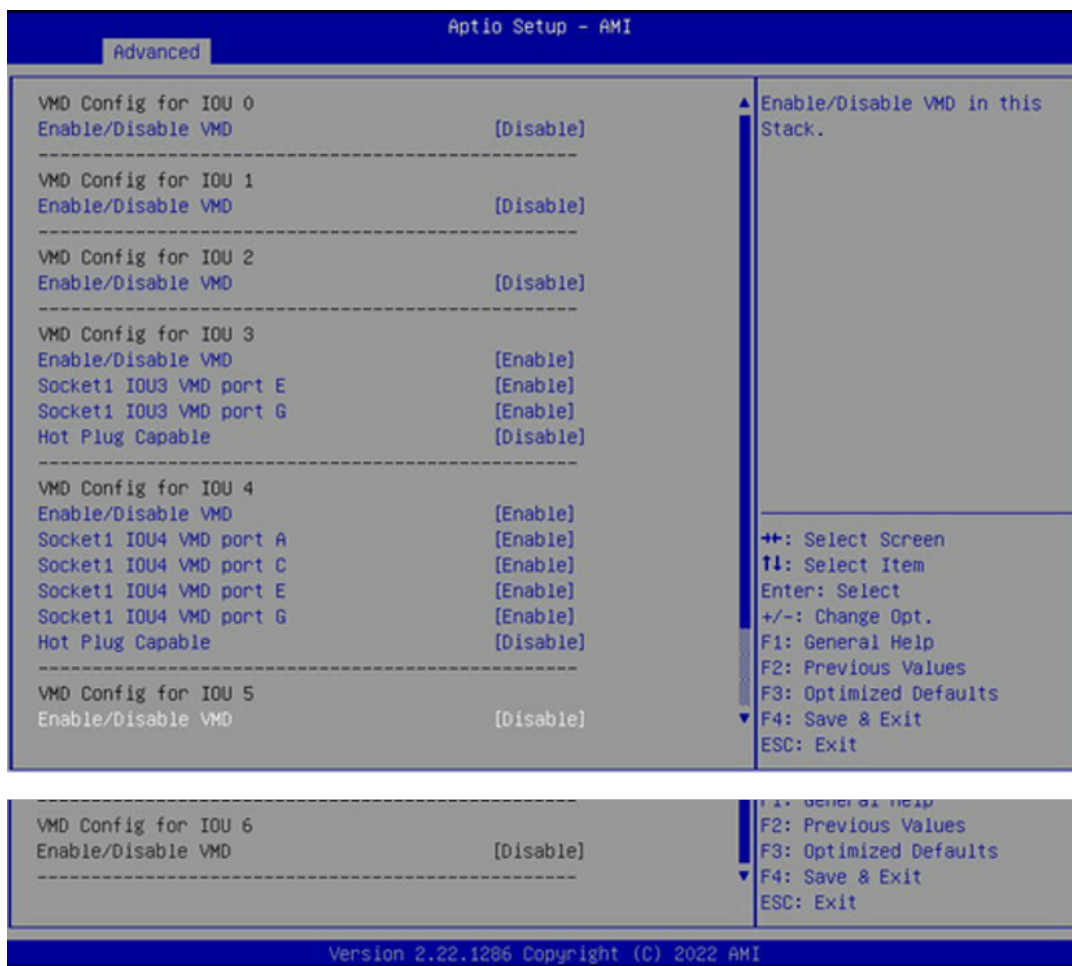 Aptio Setup - AMI
Advanced
VMD Config for IOU 0
Enable/Disable VMD [Disable]
------------------------------------------------
VMD Config for IOU 1
Enable/Disable VMD [Disable]
------------------------------------------------
VMD Config for IOU 2
Enable/Disable VMD [Disable]
------------------------------------------------
VMD Config for IOU 3
Enable/Disable VMD [Enable]
Socket1 IOU3 VMD port E [Enable]
Socket1 IOU3 VMD port G [Enable]
Hot Plug Capable [Disable]
------------------------------------------------
VMD Config for IOU 4
Enable/Disable VMD [Enable]
Socket1 IOU4 VMD port A [Enable]
Socket1 IOU4 VMD port C [Enable]
Socket1 IOU4 VMD port E [Enable]
Socket1 IOU4 VMD port G [Enable]
Hot Plug Capable [Disable]
------------------------------------------------
VMD Config for IOU 5
Enable/Disable VMD [Disable]
Enable/Disable VMD in this
Stack.
→←: Select Screen
↑↓: Select Item
Enter: Select
+/-: Change Opt.
F1: General Help
F2: Previous Values
F3: Optimized Defaults
F4: Save & Exit
ESC: Exit
------------------------------------------------
VMD Config for IOU 6
Enable/Disable VMD [Disable]
------------------------------------------------
F1: General Help
F2: Previous Values
F3: Optimized Defaults
F4: Save & Exit
ESC: Exit
Version 2.22.1286 Copyright (C) 2022 AMI